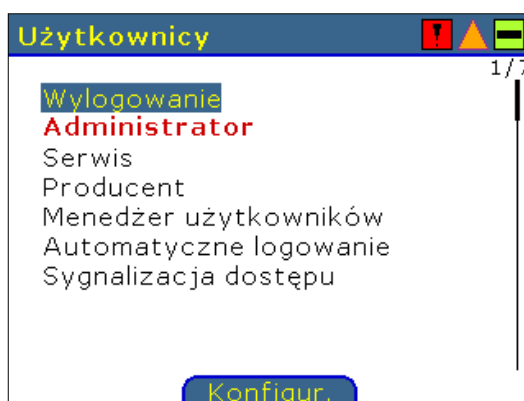 Użytkownicy
1/7
Wylogowanie
Administrator
Serwis
Producent
Menedżer użytkowników
Automatyczne logowanie
Sygnalizacja dostępu
Konfigur.